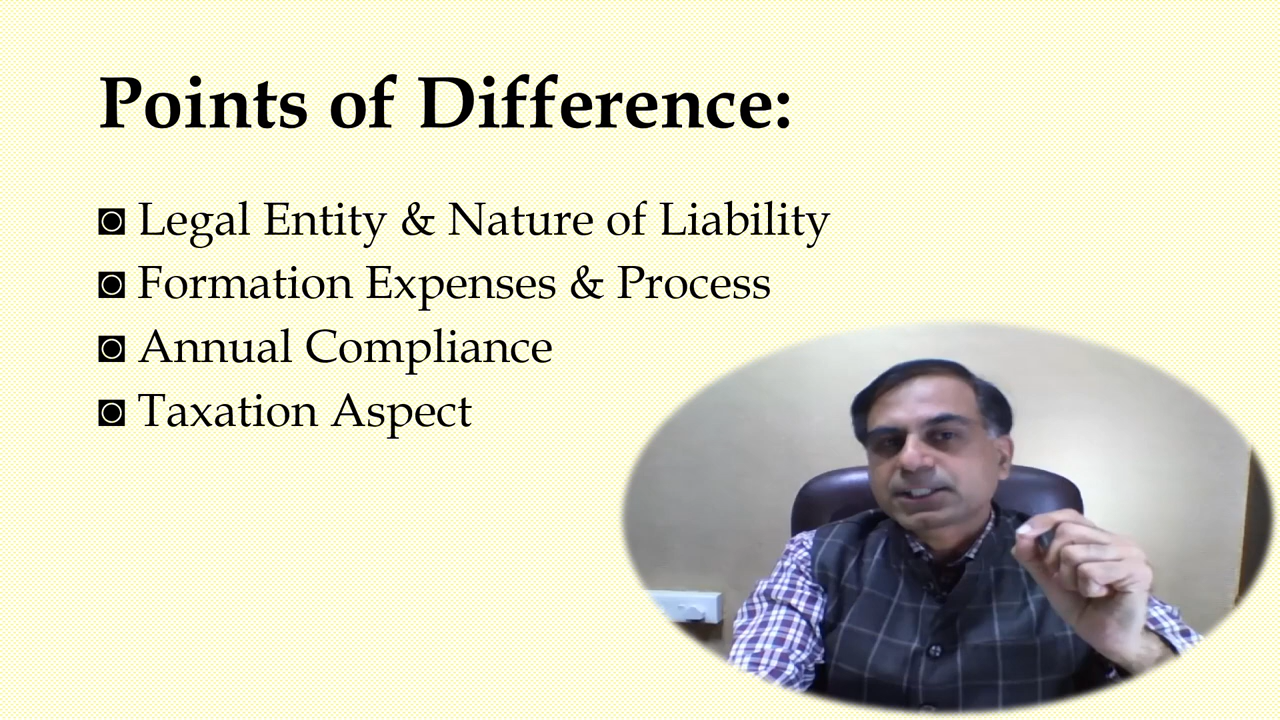 Points of Difference:
◘ Legal Entity & Nature of Liability
◘ Formation Expenses & Process
◘ Annual Compliance
◘ Taxation Aspect